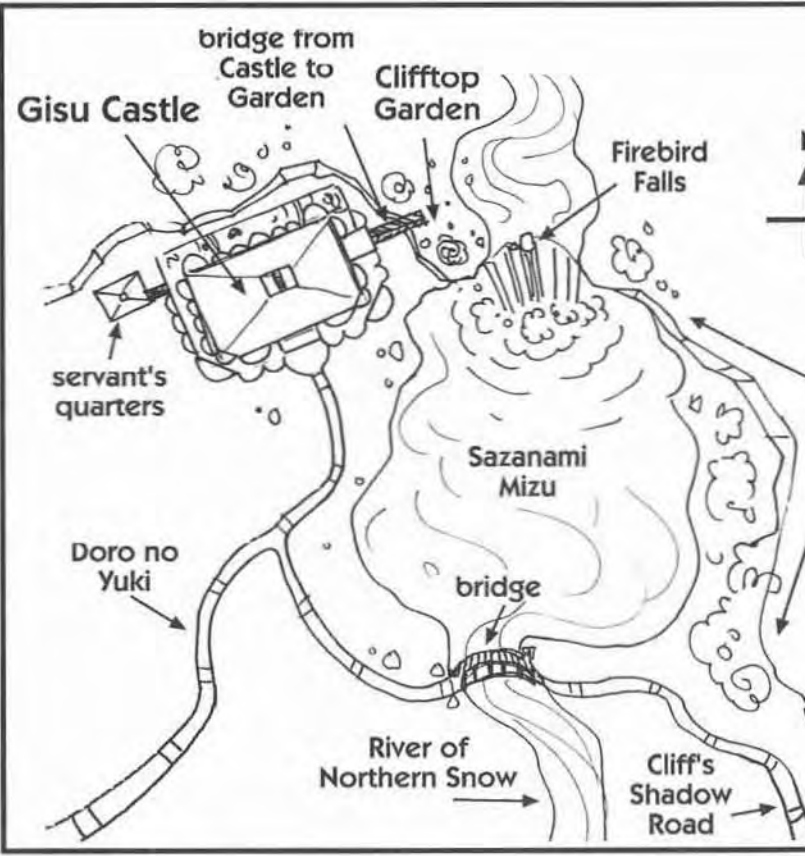 bridge from
Castle to
Garden
Clifftop
Garden
Gisu Castle
Firebird
Falls
servant's
quarters
Sazanami
Mizu
Doro no
Yuki
bridge
River of
Northern Snow
Cliff's
Shadow
Road